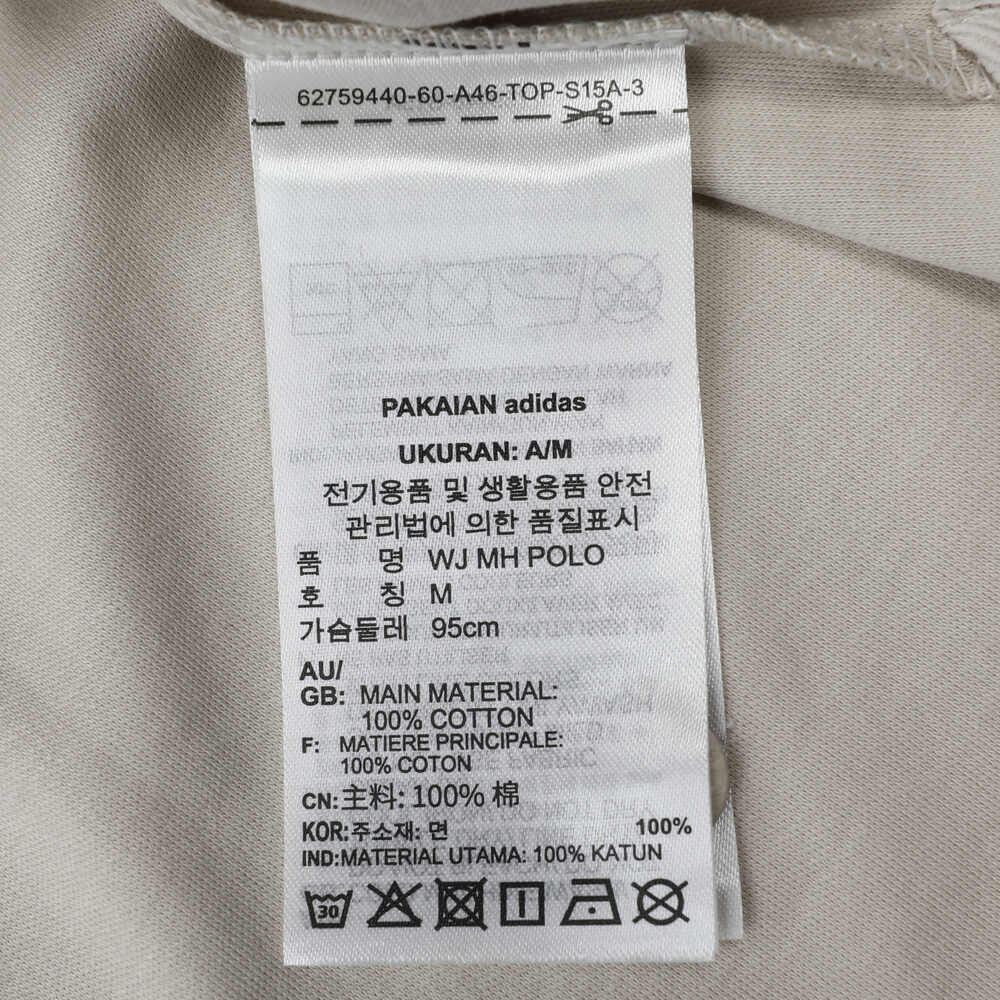 62759440-60-A46-TOP-S15A-3
PAKAIAN adidas
UKURAN: A/M
전기용품 및 생활용품 안전
관리법에 의한 품질표시
품 명 WJ MH POLO
호 칭 M
가슴둘레 95cm
AU/
GB: MAIN MATERIAL:
100% COTTON
F: MATIERE PRINCIPALE:
100% COTON
CN:主料: 100% 棉
KOR:주소재: 면 100%
IND:MATERIAL UTAMA: 100% KATUN
30